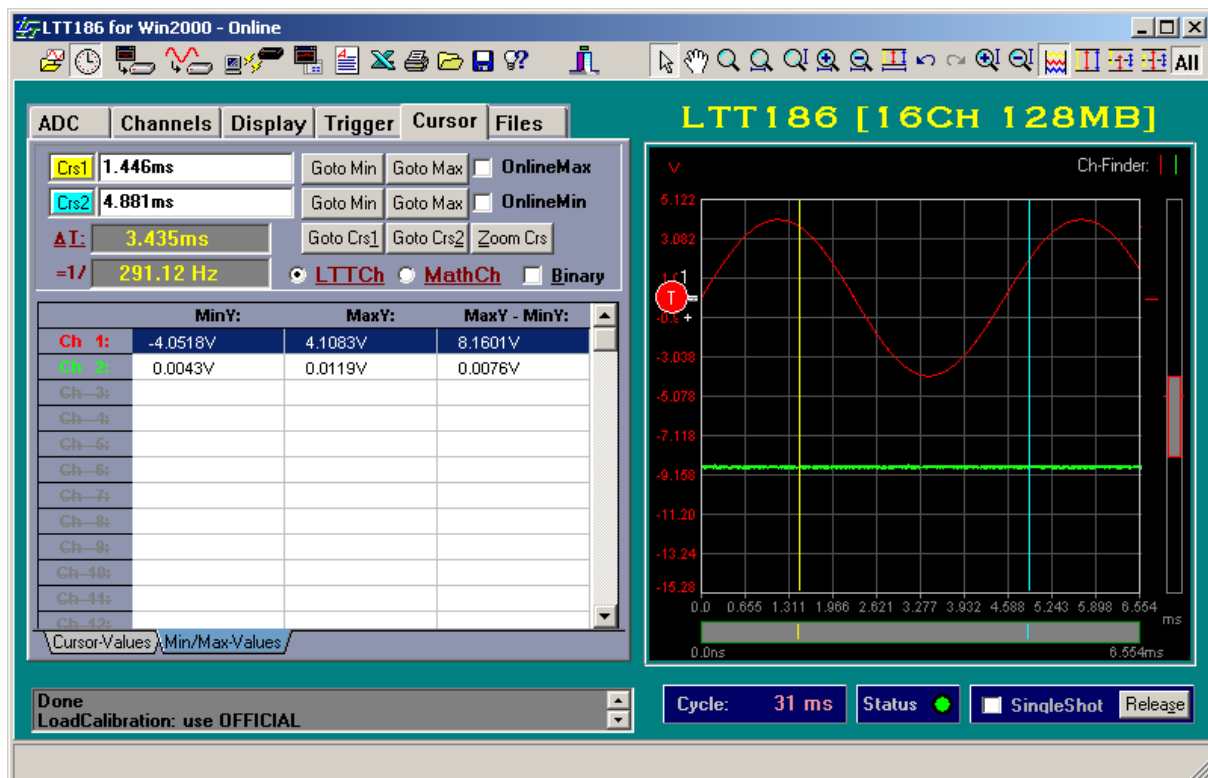 LTT186 for Win2000 - Online
All
ADC Channels Display Trigger Cursor Files
LTT186 [16CH 128MB]
Crs1 1.446ms Goto Min Goto Max OnlineMax
Crs2 4.881ms Goto Min Goto Max OnlineMin
ΔT: 3.435ms Goto Crs1 Goto Crs2 Zoom Crs
=1/ 291.12 Hz LTTCh MathCh Binary
MinY: MaxY: MaxY - MinY:
Ch 1: -4.0518V 4.1083V 8.1601V
Ch 2: 0.0043V 0.0119V 0.0076V
Ch 3:
Ch 4:
Ch 5:
Ch 6:
Ch 7:
Ch 8:
Ch 9:
Ch 10:
Ch 11:
Ch 12:
Cursor-Values Min/Max-Values
V Ch-Finder:
5.122
3.082
1
T
-3.038
-5.078
-7.118
-9.158
-11.20
-13.24
-15.28
0.0 0.655 1.311 1.966 2.621 3.277 3.932 4.588 5.243 5.898 6.554
ms
0.0ns 6.554ms
Done
LoadCalibration: use OFFICIAL
Cycle: 31 ms Status SingleShot Release